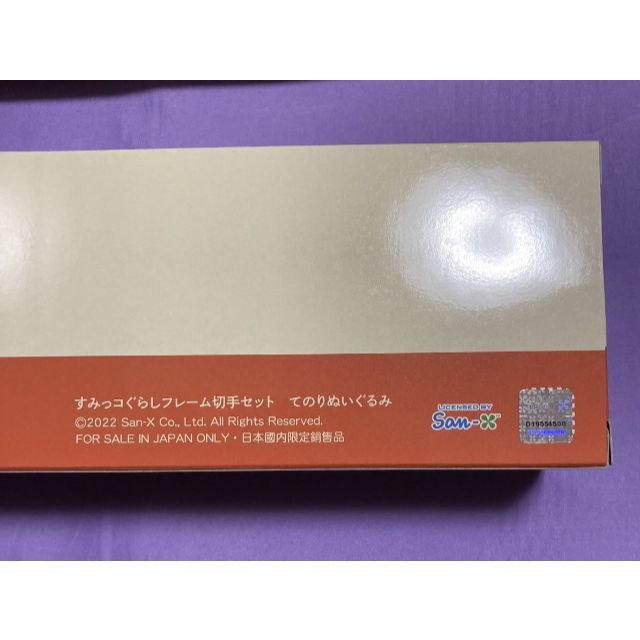 すみっコぐらしフレーム切手セット　てのりぬいぐるみ
©2022 San-X Co., Ltd. All Rights Reserved.
FOR SALE IN JAPAN ONLY・日本國内限定銷售品
LICENSED BY
San-X